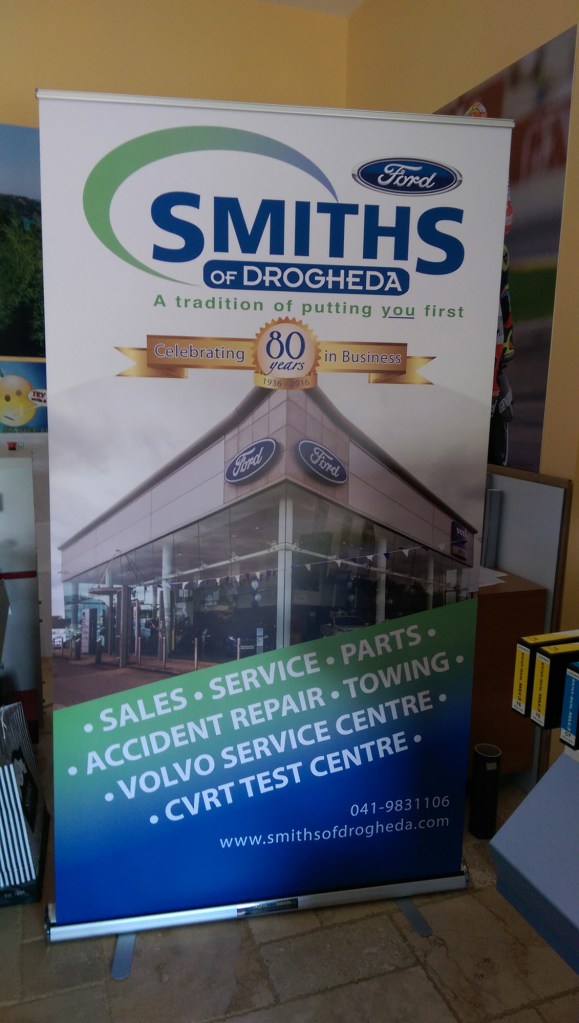 Ford
SMITHS
OF DROGHEDA
A tradition of putting you first
Celebrating 80 years in Business
1936 - 2016
Ford Ford
• SALES • SERVICE • PARTS •
• ACCIDENT REPAIR • TOWING •
• VOLVO SERVICE CENTRE •
• CVRT TEST CENTRE •
041-9831106
www.smithsofdrogheda.com
TRY